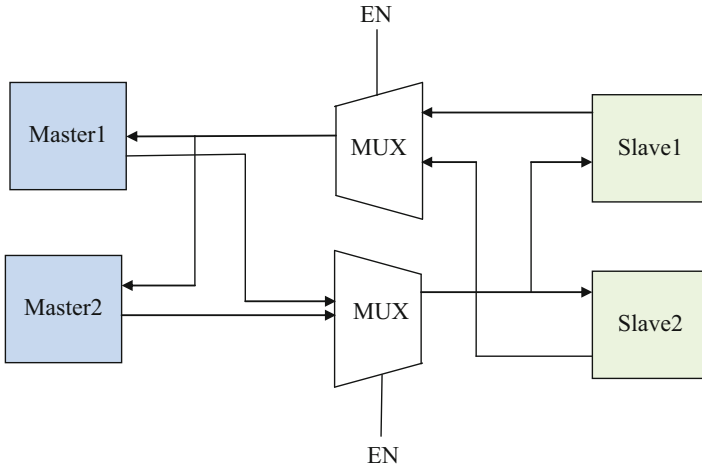 EN
Master1
MUX
Slave1
Master2
MUX
Slave2
EN